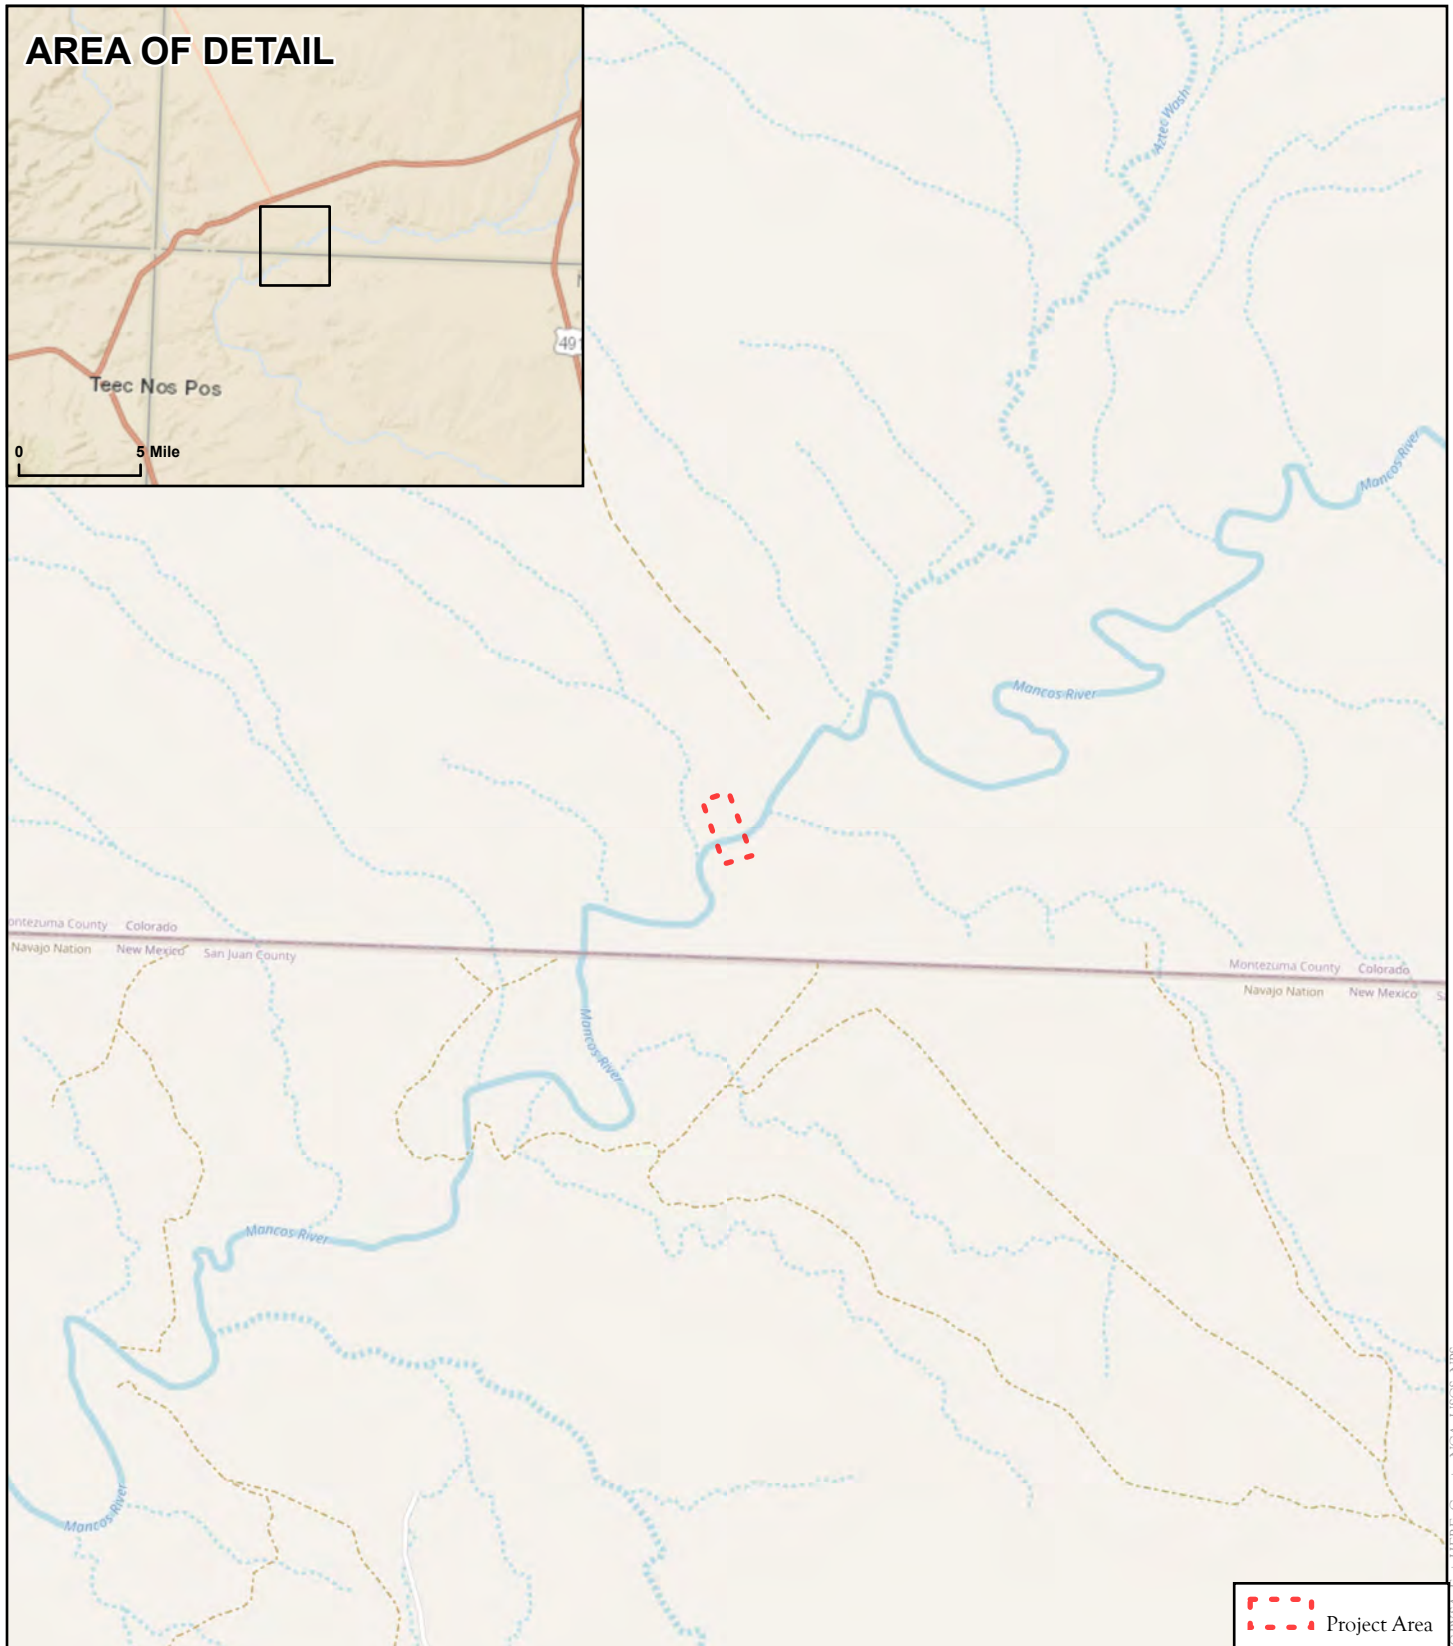 AREA OF DETAIL
491
Teec Nos Pos
0 5 Mile
Aztec Wash
Mancos River
Mancos River
ontezuma County Colorado
Navajo Nation New Mexico San Juan County
Montezuma County Colorado
Navajo Nation New Mexico
Mancos River
Mancos River
Mancos River
Project Area